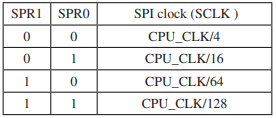 SPR1 SPR0 SPI clock (SCLK )
0 0 CPU_CLK/4
0 1 CPU_CLK/16
1 0 CPU_CLK/64
1 1 CPU_CLK/128